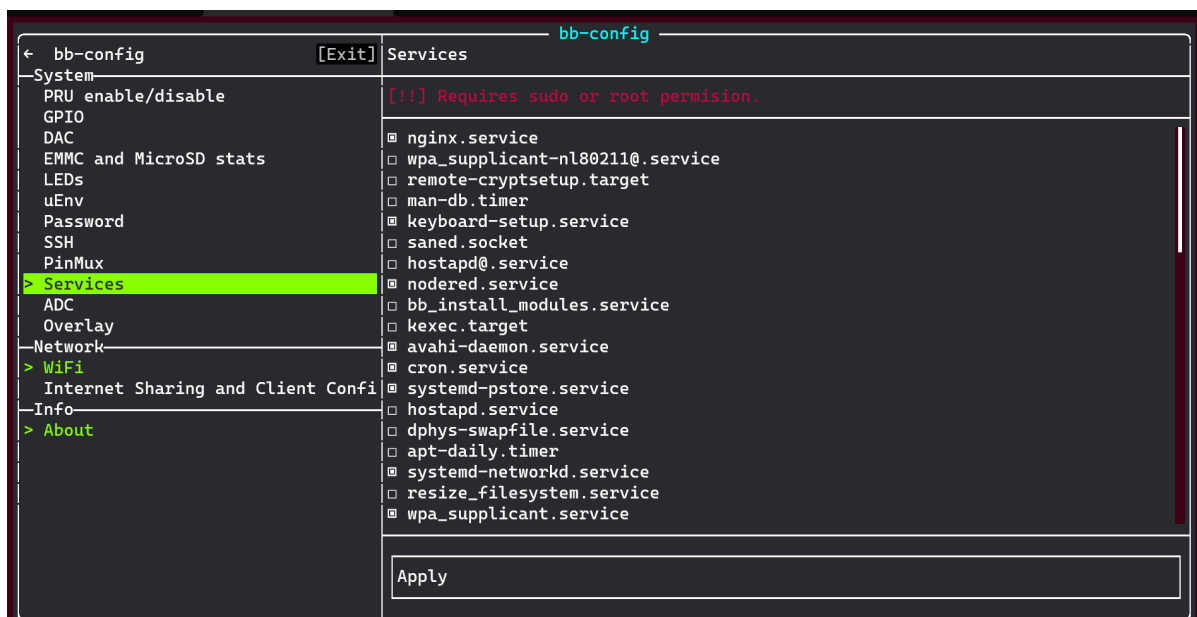 bb-config
← bb-config [Exit]
System
PRU enable/disable
GPIO
DAC
EMMC and MicroSD stats
LEDs
uEnv
Password
SSH
PinMux
> Services
ADC
Overlay
Network
> WiFi
Internet Sharing and Client Confi
Info
> About
Services
[!!] Requires sudo or root permision.
▣ nginx.service
□ wpa_supplicant-nl80211@.service
□ remote-cryptsetup.target
□ man-db.timer
▣ keyboard-setup.service
□ saned.socket
□ hostapd@.service
▣ nodered.service
□ bb_install_modules.service
□ kexec.target
▣ avahi-daemon.service
▣ cron.service
▣ systemd-pstore.service
□ hostapd.service
□ dphys-swapfile.service
□ apt-daily.timer
▣ systemd-networkd.service
□ resize_filesystem.service
▣ wpa_supplicant.service
Apply